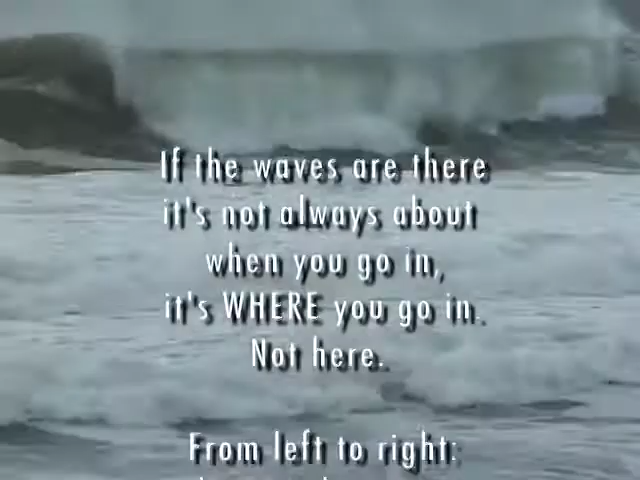 If the waves are there
it's not always about
when you go in,
it's WHERE you go in.
Not here.
From left to right: